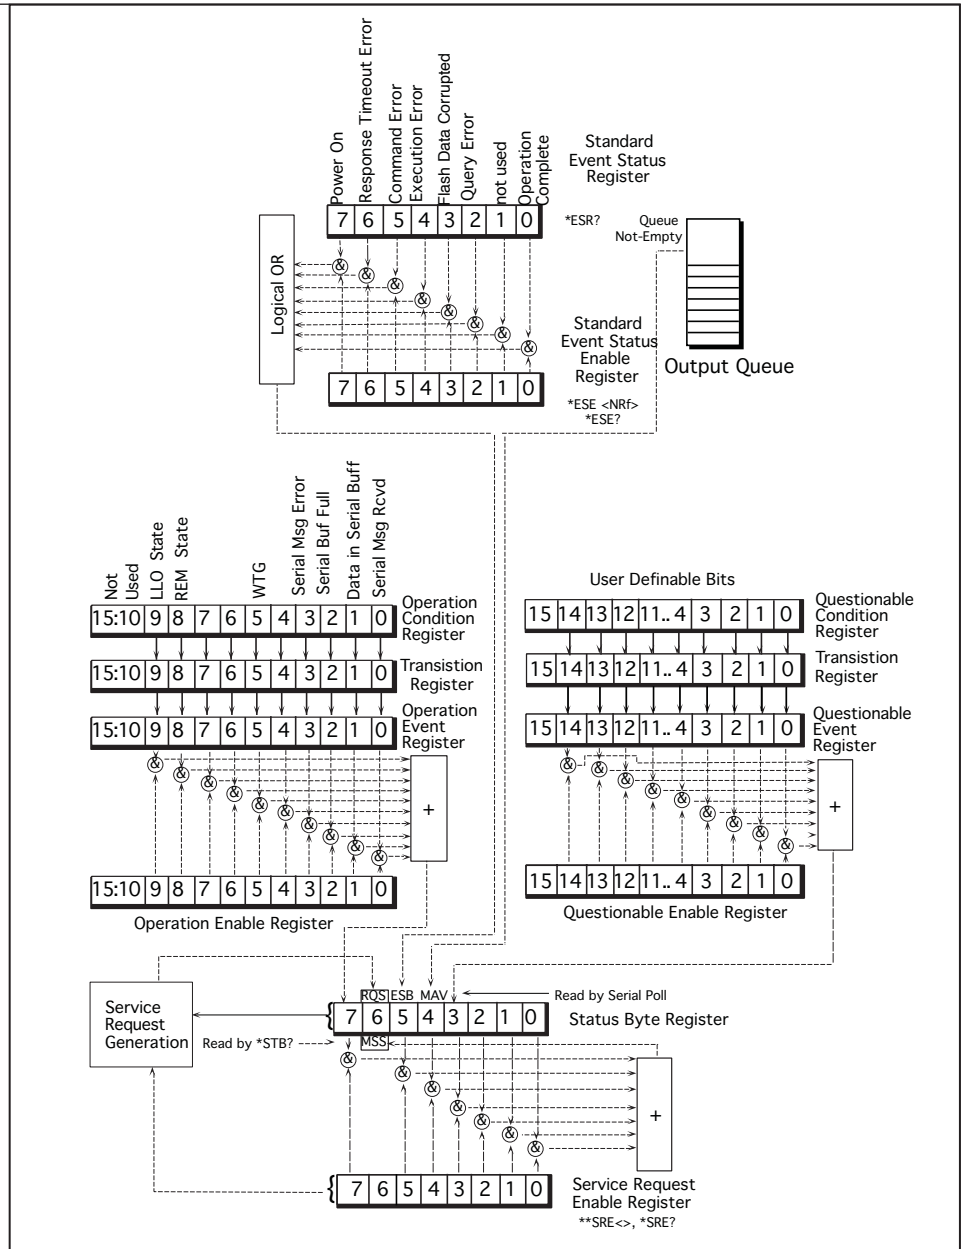 Power On
Response Timeout Error
Command Error
Execution Error
Flash Data Corrupted
Query Error
not used
Operation
Complete
Standard
Event Status
Register
7 6 5 4 3 2 1 0
*ESR?
Queue
Not-Empty
Logical OR
& & & & & & & &
Standard
Event Status
Enable
Register
Output Queue
7 6 5 4 3 2 1 0
*ESE <NRf>
*ESE?
Not
Used
LLO State
REM State
WTG
Serial Msg Error
Serial Buf Full
Data in Serial Buff
Serial Msg Rcvd
15:10 9 8 7 6 5 4 3 2 1 0
Operation
Condition
Register
15:10 9 8 7 6 5 4 3 2 1 0
Transistion
Register
15:10 9 8 7 6 5 4 3 2 1 0
Operation
Event
Register
& & & & & & & & & &
+
15:10 9 8 7 6 5 4 3 2 1 0
Operation Enable Register
User Definable Bits
15 14 13 12 11.. 4 3 2 1 0
Questionable
Condition
Register
15 14 13 12 11.. 4 3 2 1 0
Transistion
Register
15 14 13 12 11.. 4 3 2 1 0
Questionable
Event
Register
& & & & & & & & &
+
15 14 13 12 11.. 4 3 2 1 0
Questionable Enable Register
RQS ESB MAV
Read by Serial Poll
Service
Request
Generation
{ 7 6 5 4 3 2 1 0
Status Byte Register
Read by *STB?
MSS
& & & & & & &
+
{ 7 6 5 4 3 2 1 0
Service Request
Enable Register
**SRE<>, *SRE?